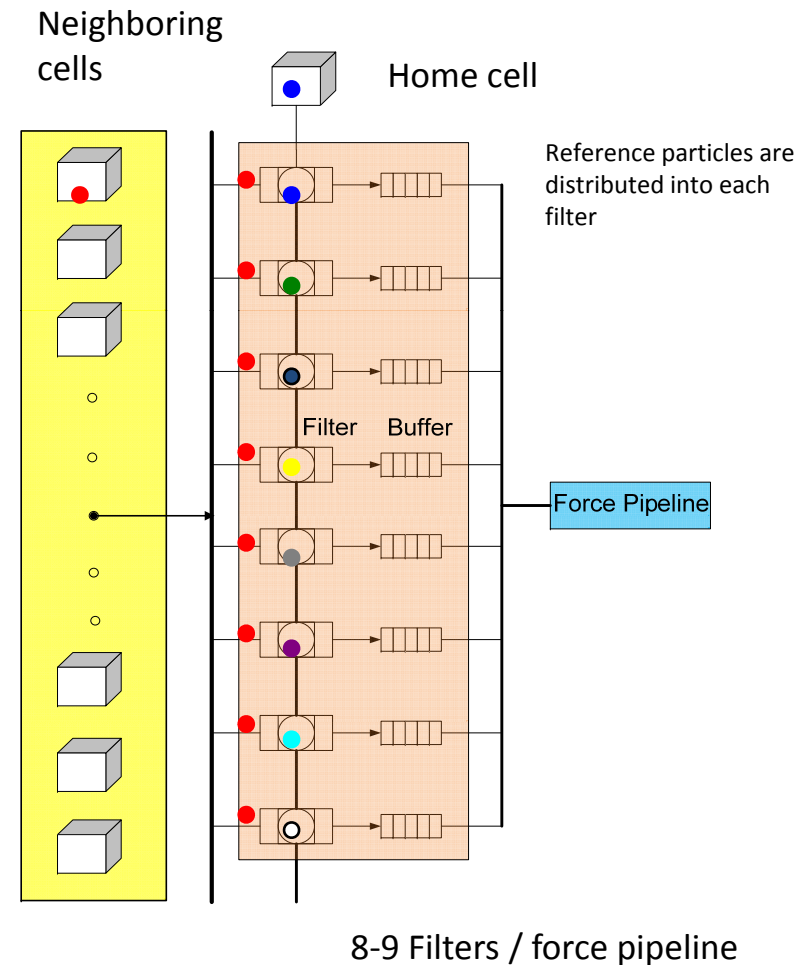 Neighboring
cells
Home cell
Reference particles are
distributed into each
filter
Filter
Buffer
Force Pipeline
8-9 Filters / force pipeline